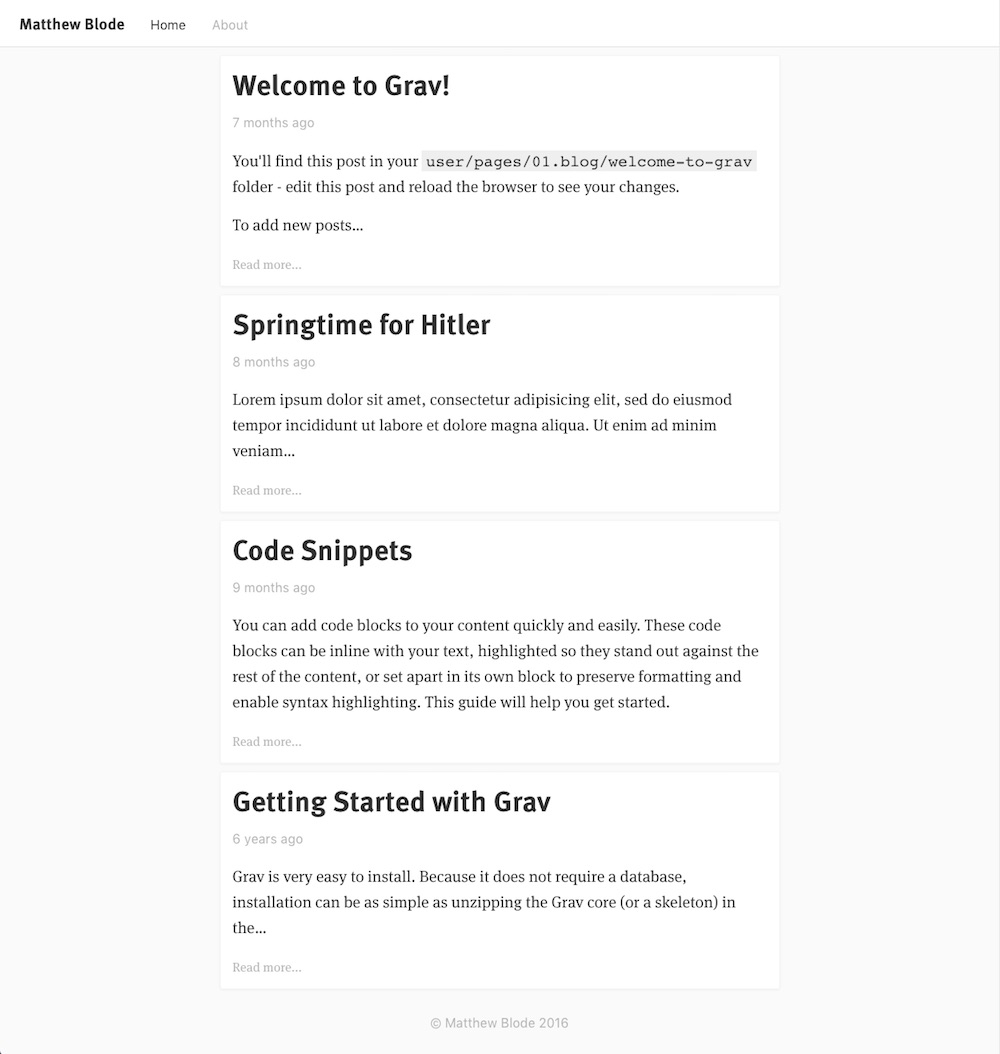 Matthew Blode Home About
Welcome to Grav!
7 months ago
You'll find this post in your user/pages/01.blog/welcome-to-grav
folder - edit this post and reload the browser to see your changes.
To add new posts...
Read more...
Springtime for Hitler
8 months ago
Lorem ipsum dolor sit amet, consectetur adipisicing elit, sed do eiusmod
tempor incididunt ut labore et dolore magna aliqua. Ut enim ad minim
veniam...
Read more...
Code Snippets
9 months ago
You can add code blocks to your content quickly and easily. These code
blocks can be inline with your text, highlighted so they stand out against the
rest of the content, or set apart in its own block to preserve formatting and
enable syntax highlighting. This guide will help you get started.
Read more...
Getting Started with Grav
6 years ago
Grav is very easy to install. Because it does not require a database,
installation can be as simple as unzipping the Grav core (or a skeleton) in
the...
Read more...
© Matthew Blode 2016